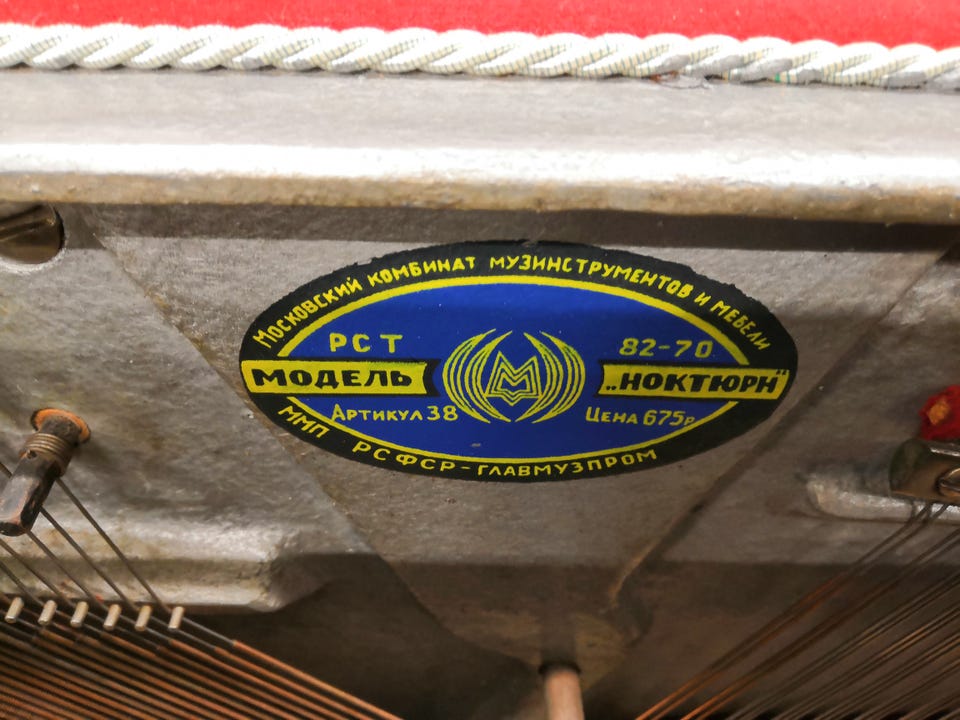 Московский комбинат музинструментов и мебели
РСТ 82-70
МОДЕЛЬ „НОКТЮРН“
Артикул 38 Цена 675р
ММП РСФСР-ГЛАВМУЗПРОМ